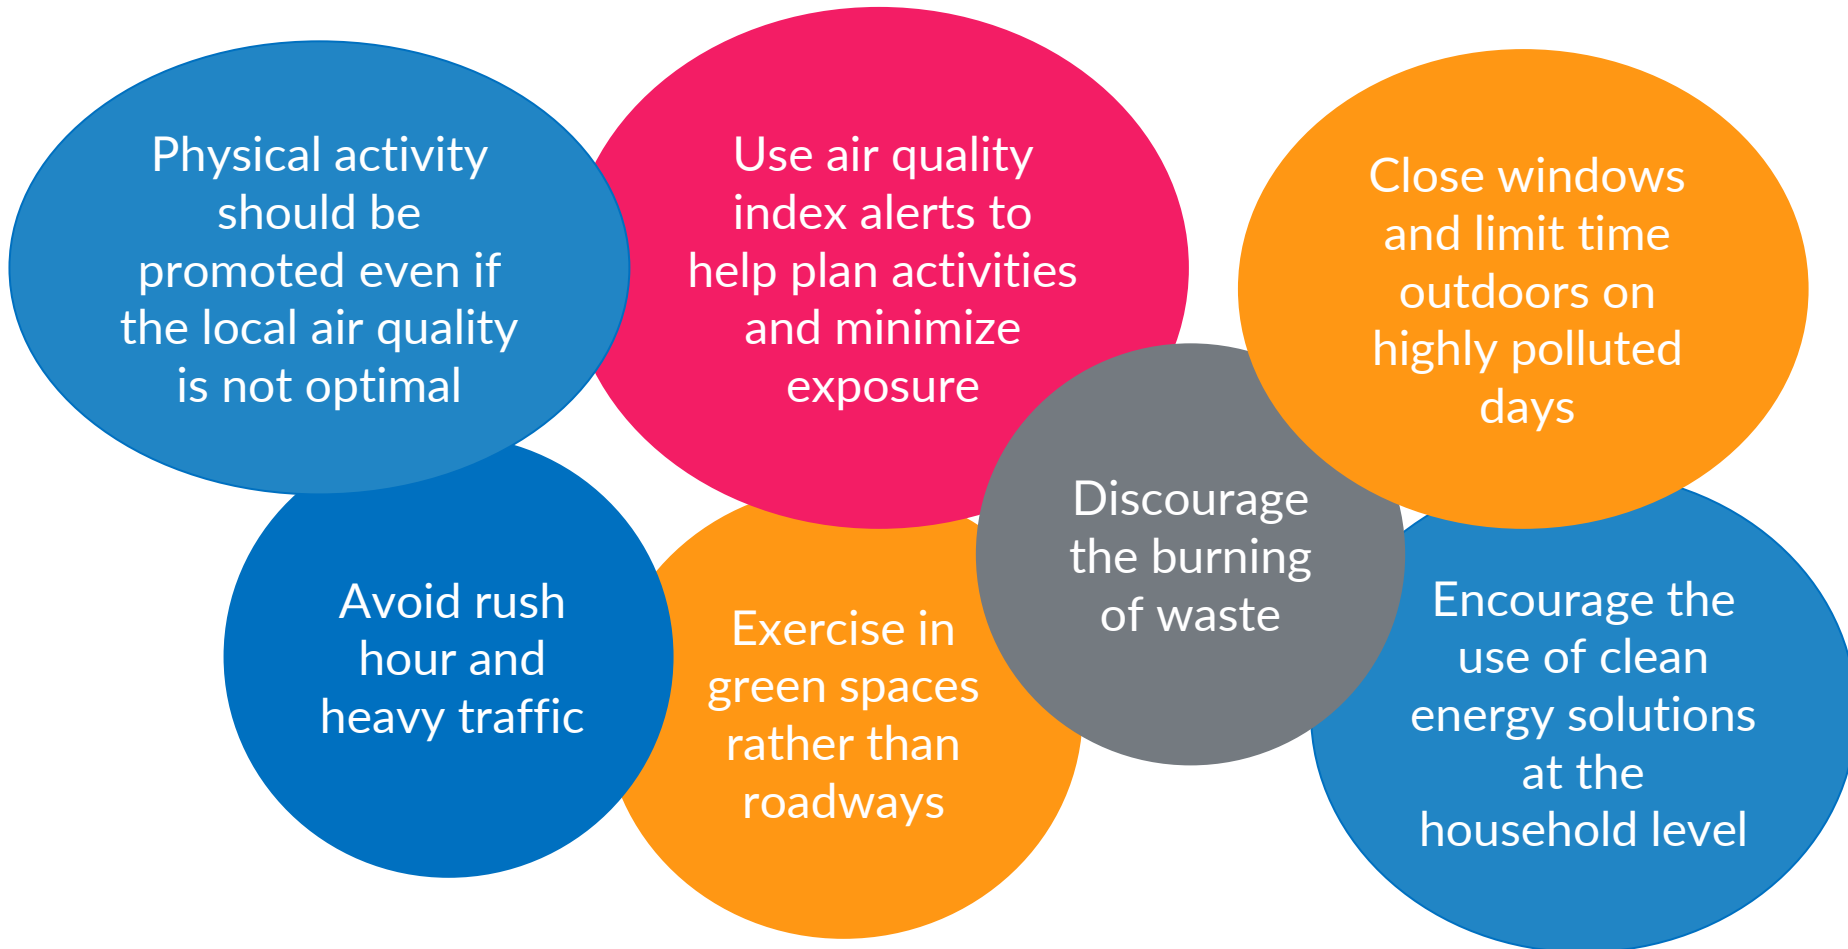 Physical activity
should be
promoted even if
the local air quality
is not optimal
Use air quality
index alerts to
help plan activities
and minimize
exposure
Close windows
and limit time
outdoors on
highly polluted
days
Avoid rush
hour and
heavy traffic
Exercise in
green spaces
rather than
roadways
Discourage
the burning
of waste
Encourage the
use of clean
energy solutions
at the
household level